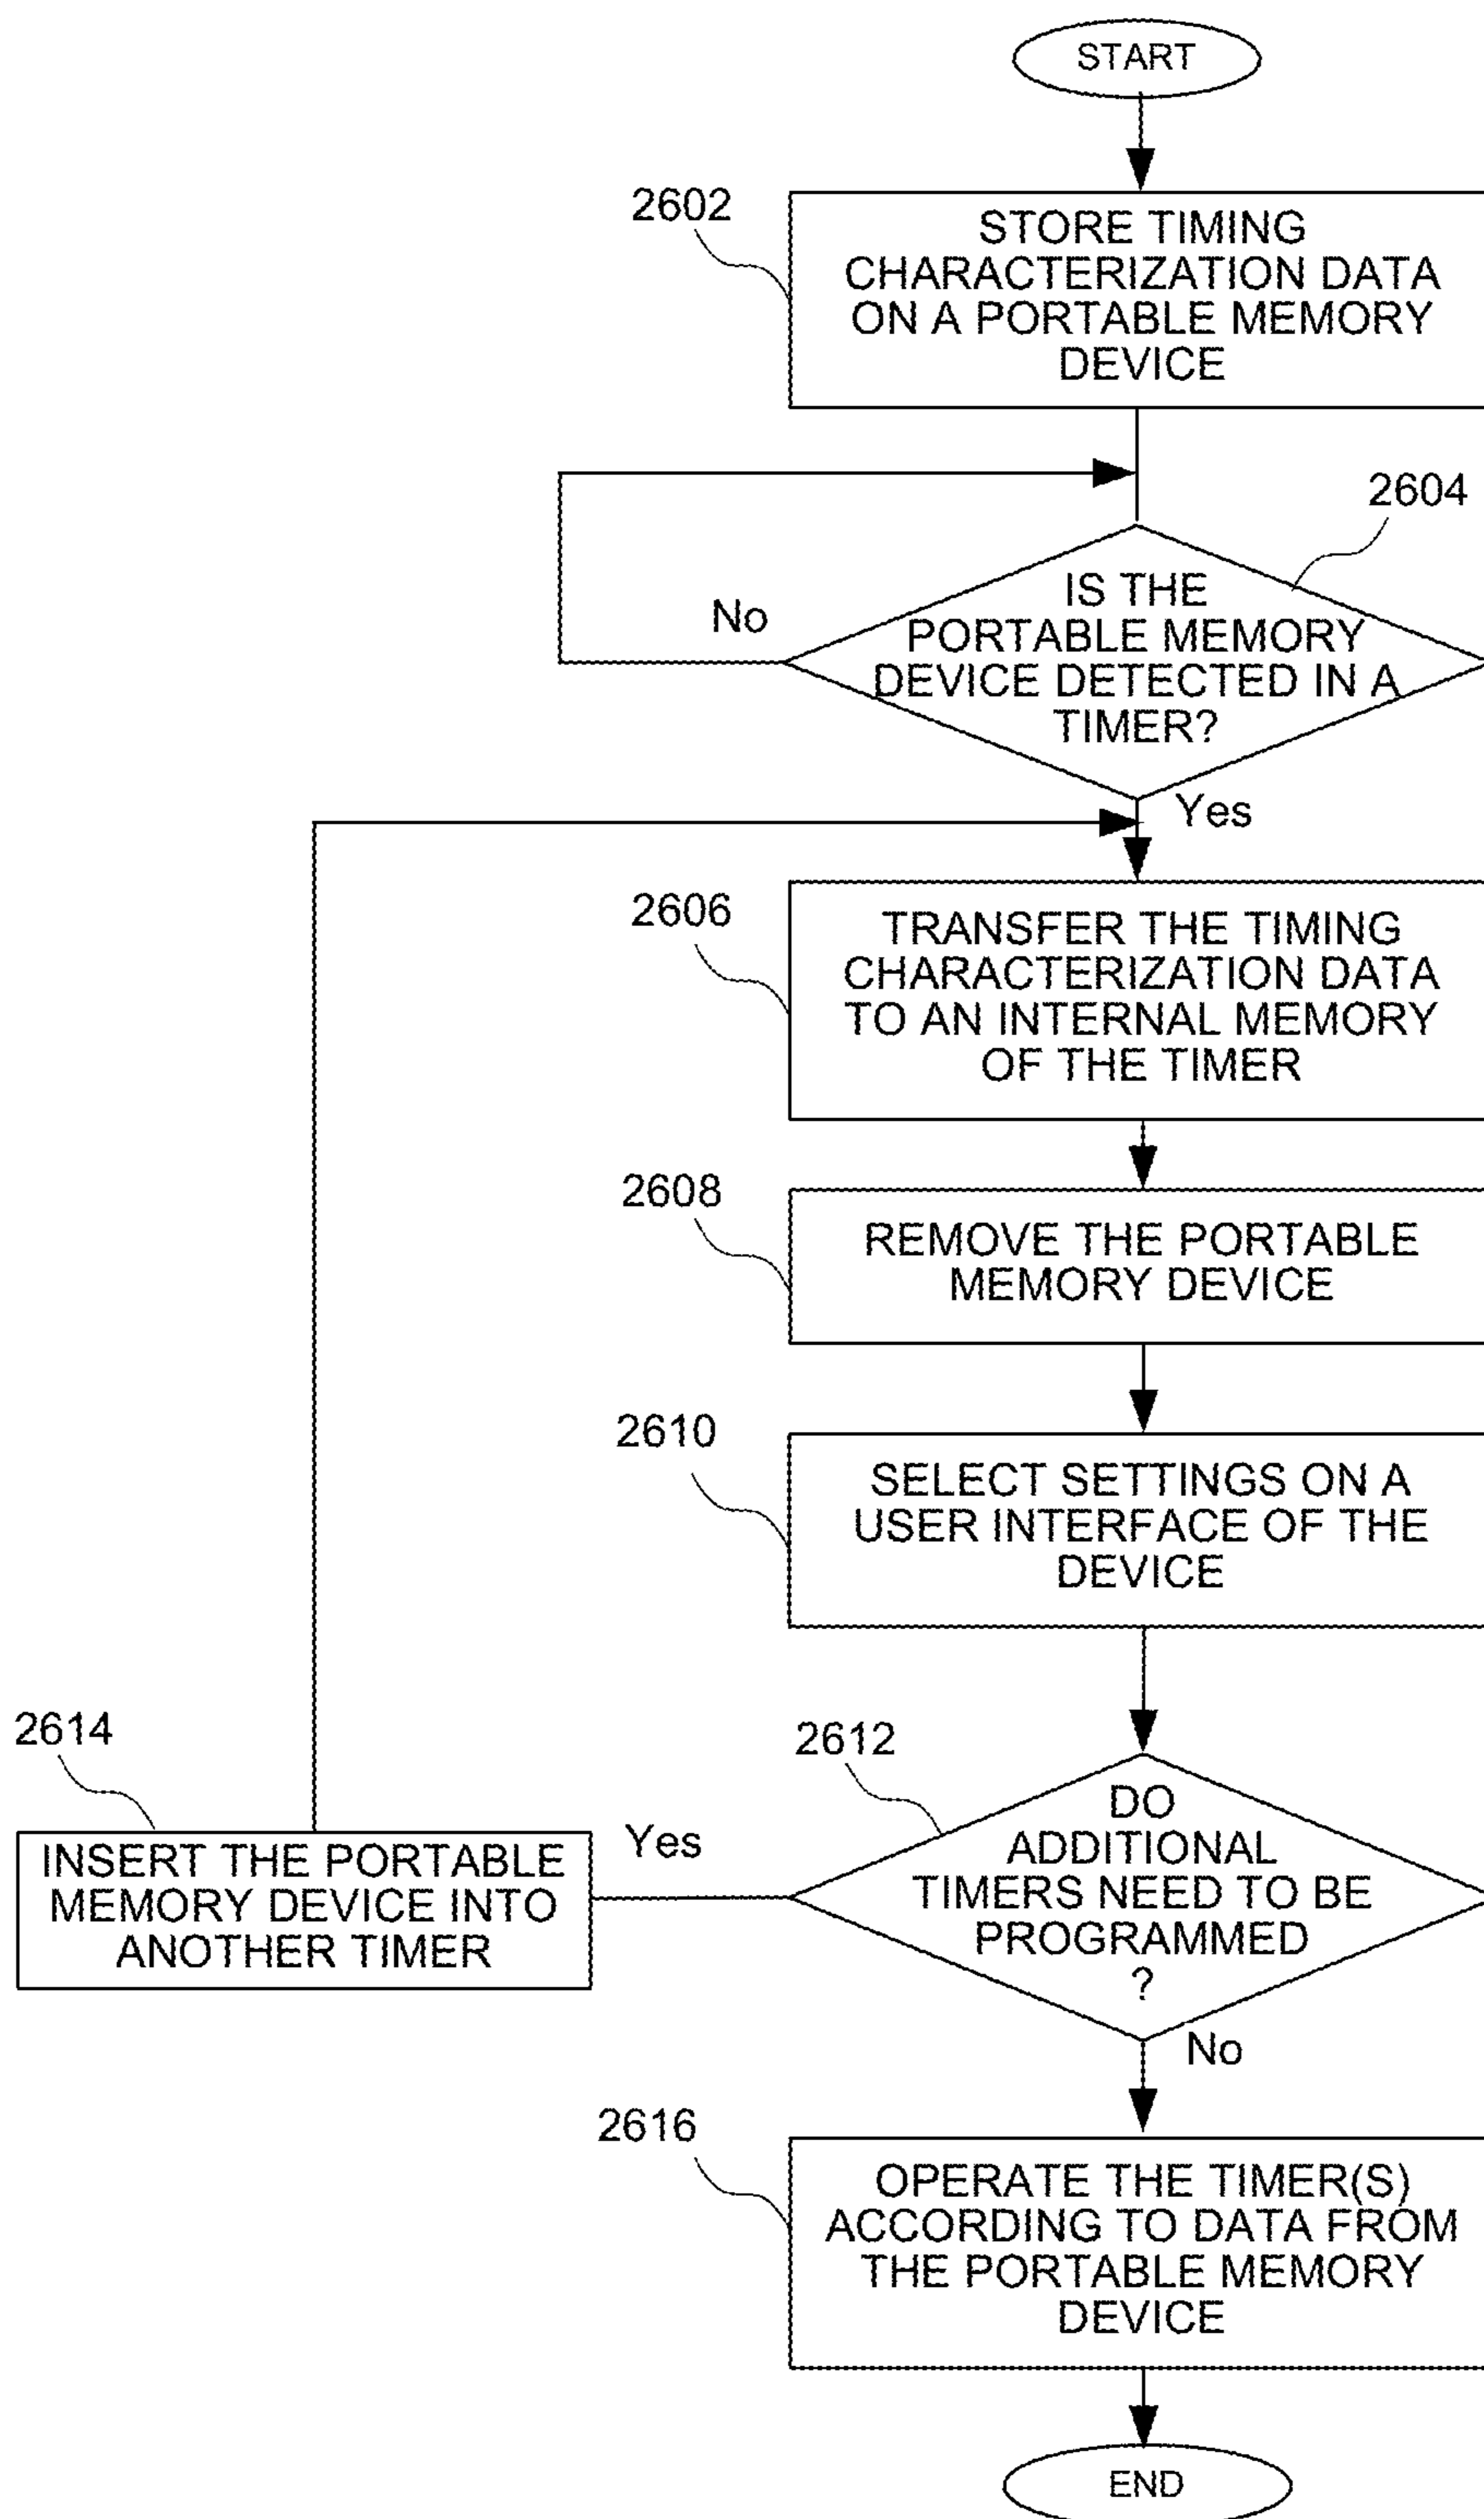 START
2602
STORE TIMING
CHARACTERIZATION DATA
ON A PORTABLE MEMORY
DEVICE
2604
IS THE
PORTABLE MEMORY
DEVICE DETECTED IN A
TIMER?
No
Yes
2606
TRANSFER THE TIMING
CHARACTERIZATION DATA
TO AN INTERNAL MEMORY
OF THE TIMER
2608
REMOVE THE PORTABLE
MEMORY DEVICE
2610
SELECT SETTINGS ON A
USER INTERFACE OF THE
DEVICE
2612
DO
ADDITIONAL
TIMERS NEED TO BE
PROGRAMMED
?
Yes
2614
INSERT THE PORTABLE
MEMORY DEVICE INTO
ANOTHER TIMER
No
2616
OPERATE THE TIMER(S)
ACCORDING TO DATA FROM
THE PORTABLE MEMORY
DEVICE
END